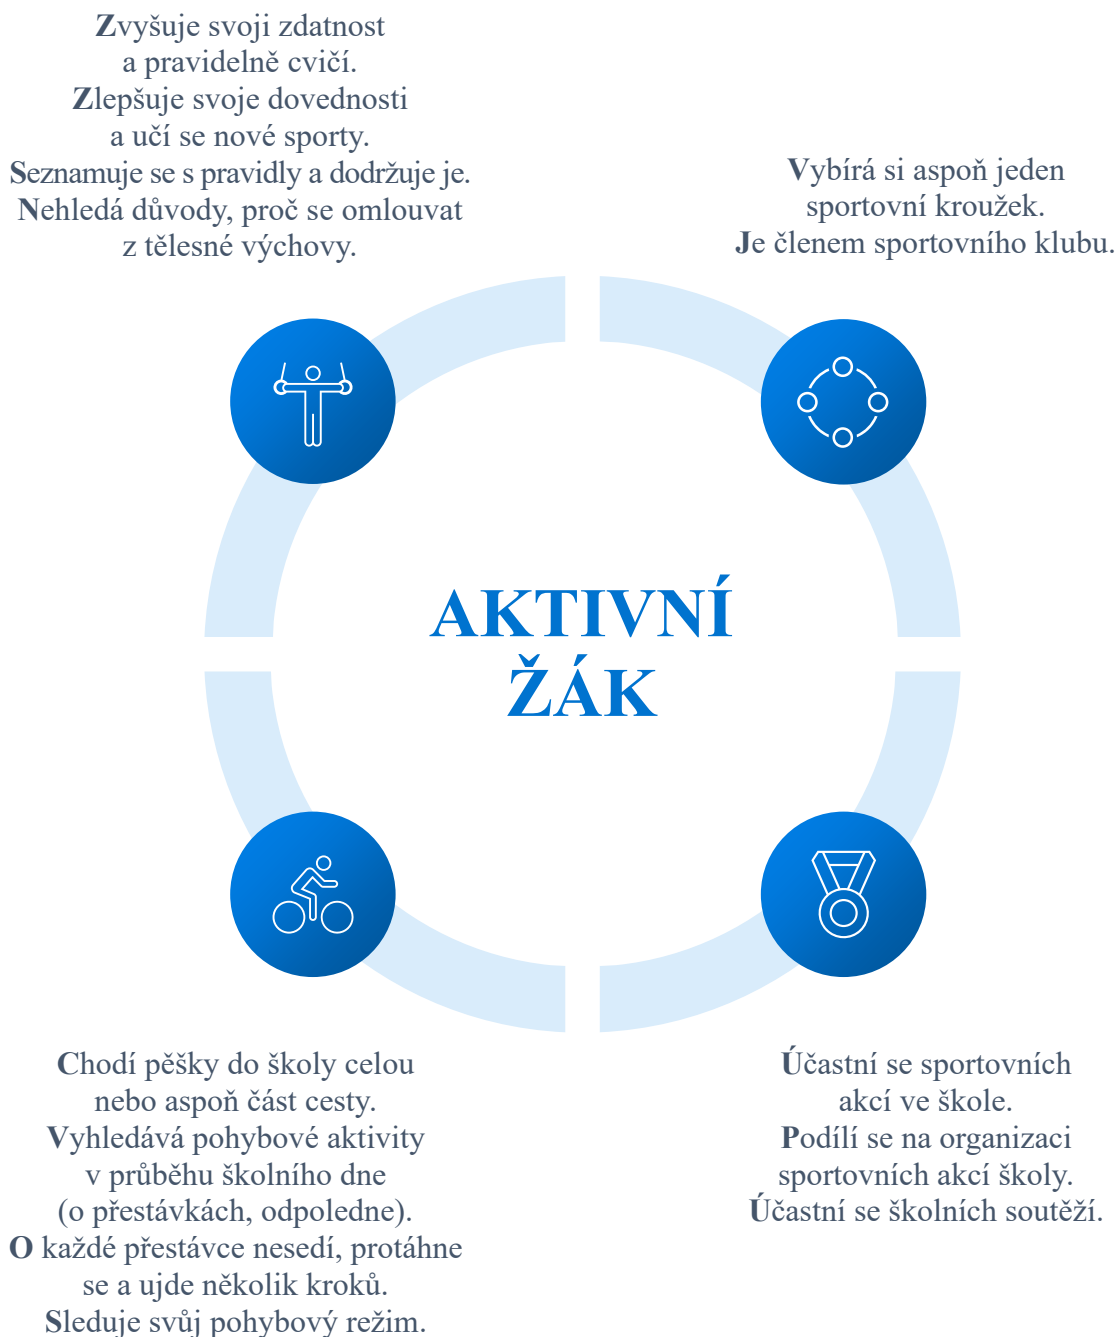 Zvyšuje svoji zdatnost
a pravidelně cvičí.
Zlepšuje svoje dovednosti
a učí se nové sporty.
Seznamuje se s pravidly a dodržuje je.
Nehledá důvody, proč se omlouvat
z tělesné výchovy.
Vybírá si aspoň jeden
sportovní kroužek.
Je členem sportovního klubu.
AKTIVNÍ
ŽÁK
Chodí pěšky do školy celou
nebo aspoň část cesty.
Vyhledává pohybové aktivity
v průběhu školního dne
(o přestávkách, odpoledne).
O každé přestávce nesedí, protáhne
se a ujde několik kroků.
Sleduje svůj pohybový režim.
Účastní se sportovních
akcí ve škole.
Podílí se na organizaci
sportovních akcí školy.
Účastní se školních soutěží.